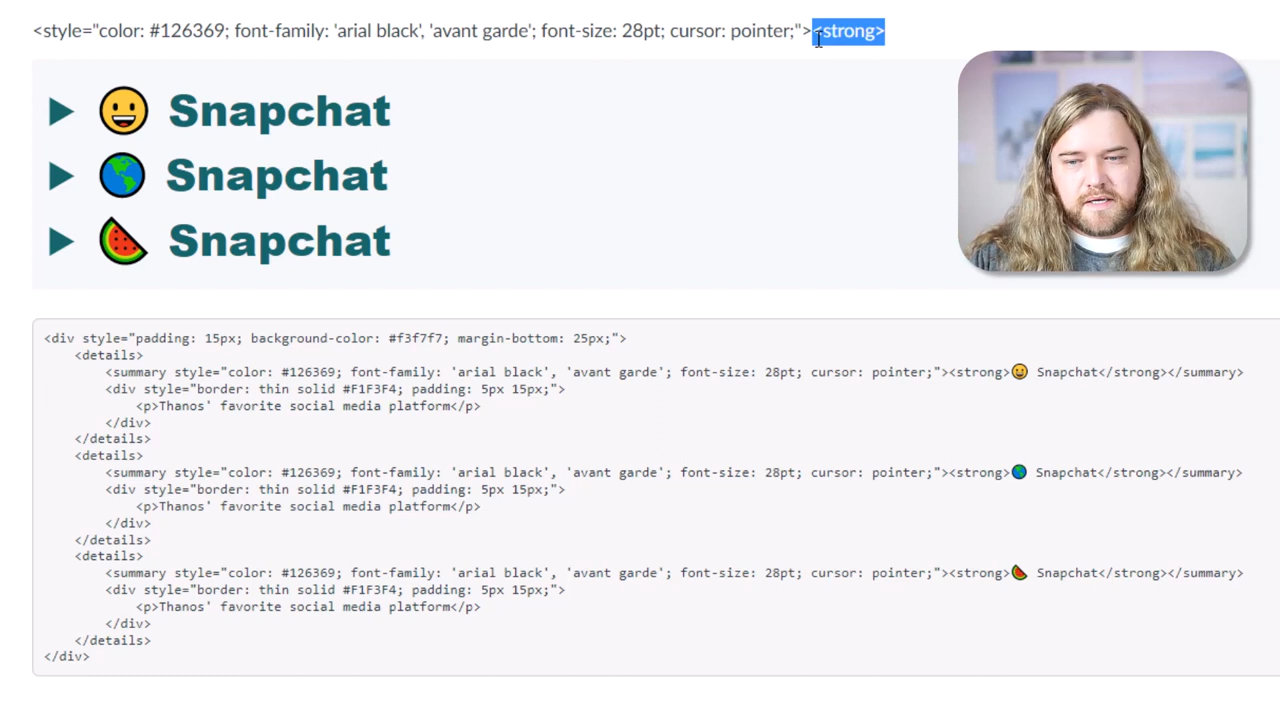 <style="color: #126369; font-family: 'arial black', 'avant garde'; font-size: 28pt; cursor: pointer;"><strong>
▶ 😀 Snapchat
▶ 🌎 Snapchat
▶ 🍉 Snapchat
<div style="padding: 15px; background-color: #f3f7f7; margin-bottom: 25px;">
    <details>
        <summary style="color: #126369; font-family: 'arial black', 'avant garde'; font-size: 28pt; cursor: pointer;"><strong>😀 Snapchat</strong></summary>
        <div style="border: thin solid #F1F3F4; padding: 5px 15px;">
            <p>Thanos' favorite social media platform</p>
        </div>
    </details>
    <details>
        <summary style="color: #126369; font-family: 'arial black', 'avant garde'; font-size: 28pt; cursor: pointer;"><strong>🌎 Snapchat</strong></summary>
        <div style="border: thin solid #F1F3F4; padding: 5px 15px;">
            <p>Thanos' favorite social media platform</p>
        </div>
    </details>
    <details>
        <summary style="color: #126369; font-family: 'arial black', 'avant garde'; font-size: 28pt; cursor: pointer;"><strong>🍉 Snapchat</strong></summary>
        <div style="border: thin solid #F1F3F4; padding: 5px 15px;">
            <p>Thanos' favorite social media platform</p>
        </div>
    </details>
</div>